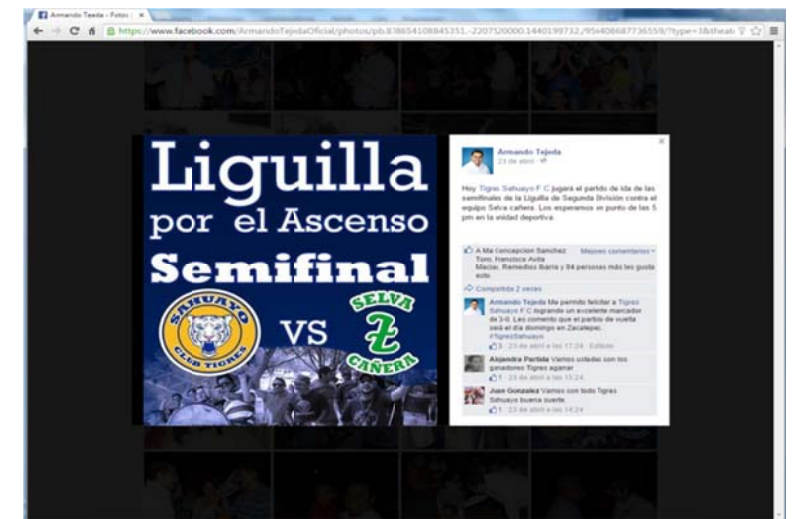 Armando Tejeda - Fotos
https://www.facebook.com/ArmandoTejedaOficial/photos/
Liguilla
por el Ascenso
Semifinal
SAHUAYO
CLUB TIGRES
VS
SELVA
Z
CAÑERA
Armando Tejeda
23 de abril
Hoy Tigres Sahuayo F C jugará el partido de ida de las
semifinales de la Liguilla de Segunda División contra el
equipo Selva cañera. Los esperamos en punto de las 5
pm en la unidad deportiva
A Ma Concepcion Sanchez
Toro, Francisca Avila
Macias, Remedios Ibarra y 94 personas más les gusta
esto.
Mejores comentarios
Compartida 2 veces
Armando Tejeda Me permito felicitar a Tigres
Sahuayo F C logrando un excelente marcador
de 3-0. Les comento que el partido de vuelta
será el día domingo en Zacatepec.
#TigresSahuayo
3 · 23 de abril a las 17:24 · Editado
Alejandra Partida Vamos ustedes son los
ganadores Tigres aganar
1 · 23 de abril a las 15:24
Juan Gonzalez Vamos con todo Tigres
Sahuayo buena suerte
1 · 23 de abril a las 14:24